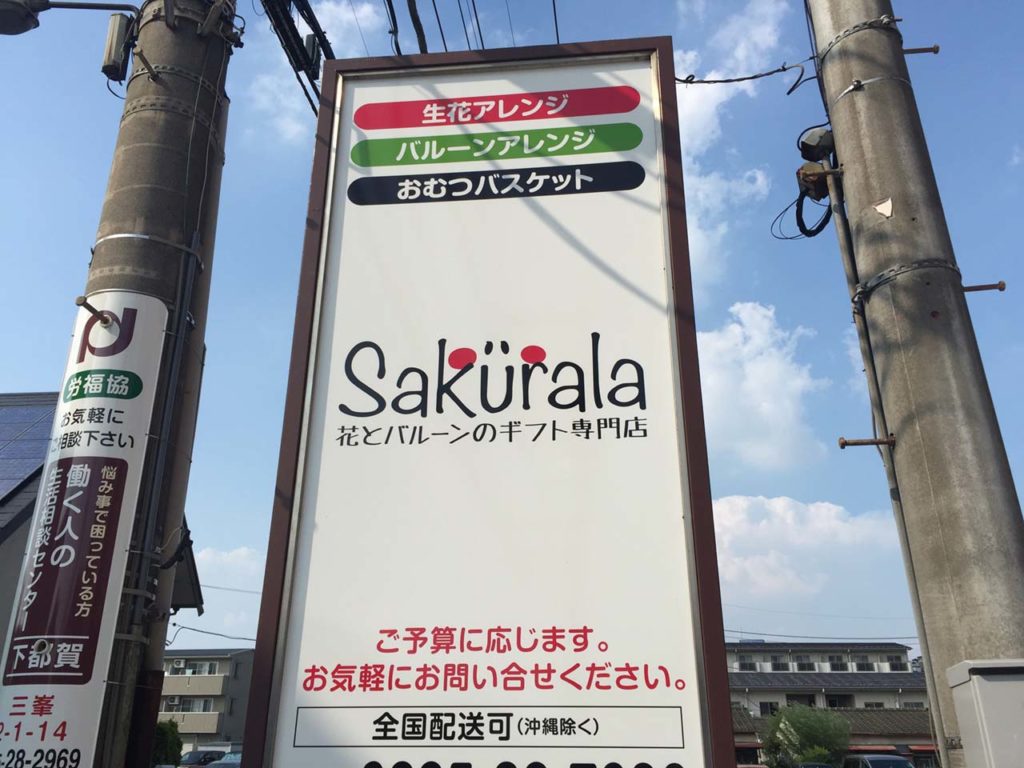 生花アレンジ
バルーンアレンジ
おむつバスケット
Sakürala
花とバルーンのギフト専門店
ご予算に応じます。
お気軽にお問い合せください。
全国配送可(沖縄除く)
労福協
お気軽に
ご相談下さい
悩み事で困っている方
働く人の
生活相談センター
下都賀
三峯
2-1-14
28-2969